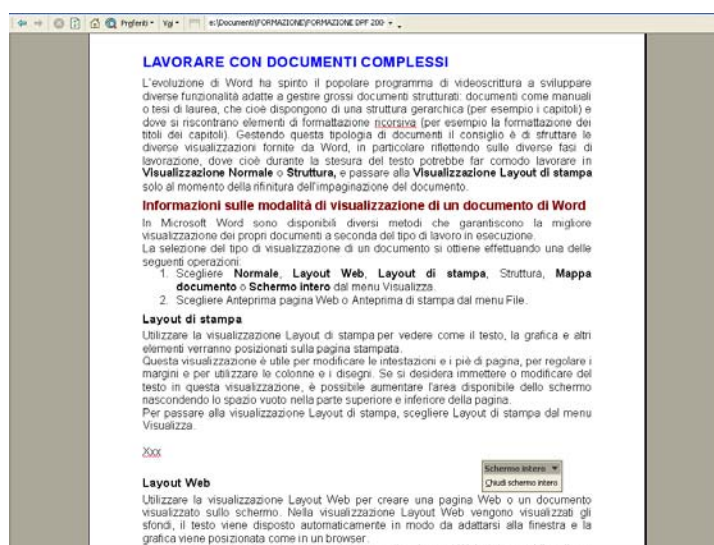 Preferiti Vai e:\Documenti\FORMAZIONE\FORMAZIONE DPF 200
LAVORARE CON DOCUMENTI COMPLESSI
L'evoluzione di Word ha spinto il popolare programma di videoscrittura a sviluppare
diverse funzionalità adatte a gestire grossi documenti strutturati: documenti come manuali
o tesi di laurea, che cioè dispongono di una struttura gerarchica (per esempio i capitoli) e
dove si riscontrano elementi di formattazione ricorsiva (per esempio la formattazione dei
titoli dei capitoli). Gestendo questa tipologia di documenti il consiglio è di sfruttare le
diverse visualizzazioni fornite da Word, in particolare riflettendo sulle diverse fasi di
lavorazione, dove cioè durante la stesura del testo potrebbe far comodo lavorare in
Visualizzazione Normale o Struttura, e passare alla Visualizzazione Layout di stampa
solo al momento della rifinitura dell'impaginazione del documento.
Informazioni sulle modalità di visualizzazione di un documento di Word
In Microsoft Word sono disponibili diversi metodi che garantiscono la migliore
visualizzazione dei propri documenti a seconda del tipo di lavoro in esecuzione.
La selezione del tipo di visualizzazione di un documento si ottiene effettuando una delle
seguenti operazioni:
1. Scegliere Normale, Layout Web, Layout di stampa, Struttura, Mappa
documento o Schermo intero dal menu Visualizza.
2. Scegliere Anteprima pagina Web o Anteprima di stampa dal menu File.
Layout di stampa
Utilizzare la visualizzazione Layout di stampa per vedere come il testo, la grafica e altri
elementi verranno posizionati sulla pagina stampata.
Questa visualizzazione è utile per modificare le intestazioni e i piè di pagina, per regolare i
margini e per utilizzare le colonne e i disegni. Se si desidera immettere o modificare del
testo in questa visualizzazione, è possibile aumentare l'area disponibile dello schermo
nascondendo lo spazio vuoto nella parte superiore e inferiore della pagina.
Per passare alla visualizzazione Layout di stampa, scegliere Layout di stampa dal menu
Visualizza.
Xxx
Schermo intero
Chiudi schermo intero
Layout Web
Utilizzare la visualizzazione Layout Web per creare una pagina Web o un documento
visualizzato sullo schermo. Nella visualizzazione Layout Web vengono visualizzati gli
sfondi, il testo viene disposto automaticamente in modo da adattarsi alla finestra e la
grafica viene posizionata come in un browser.